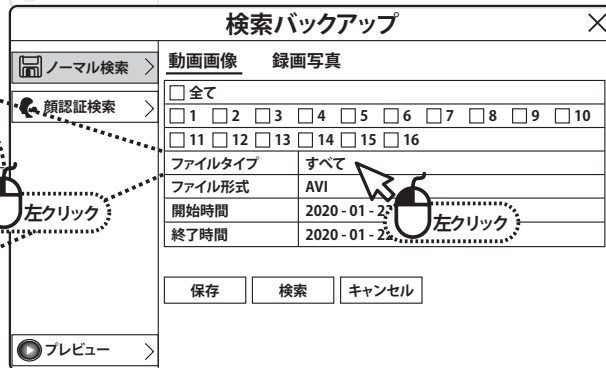 検索バックアップ
ノーマル検索
顔認証検索
動画画像 録画写真
全て
1 2 3 4 5 6 7 8 9 10
11 12 13 14 15 16
ファイルタイプ すべて
ファイル形式 AVI
開始時間 2020 - 01 - 2
終了時間 2020 - 01 - 2
左クリック
左クリック
保存 検索 キャンセル
プレビュー